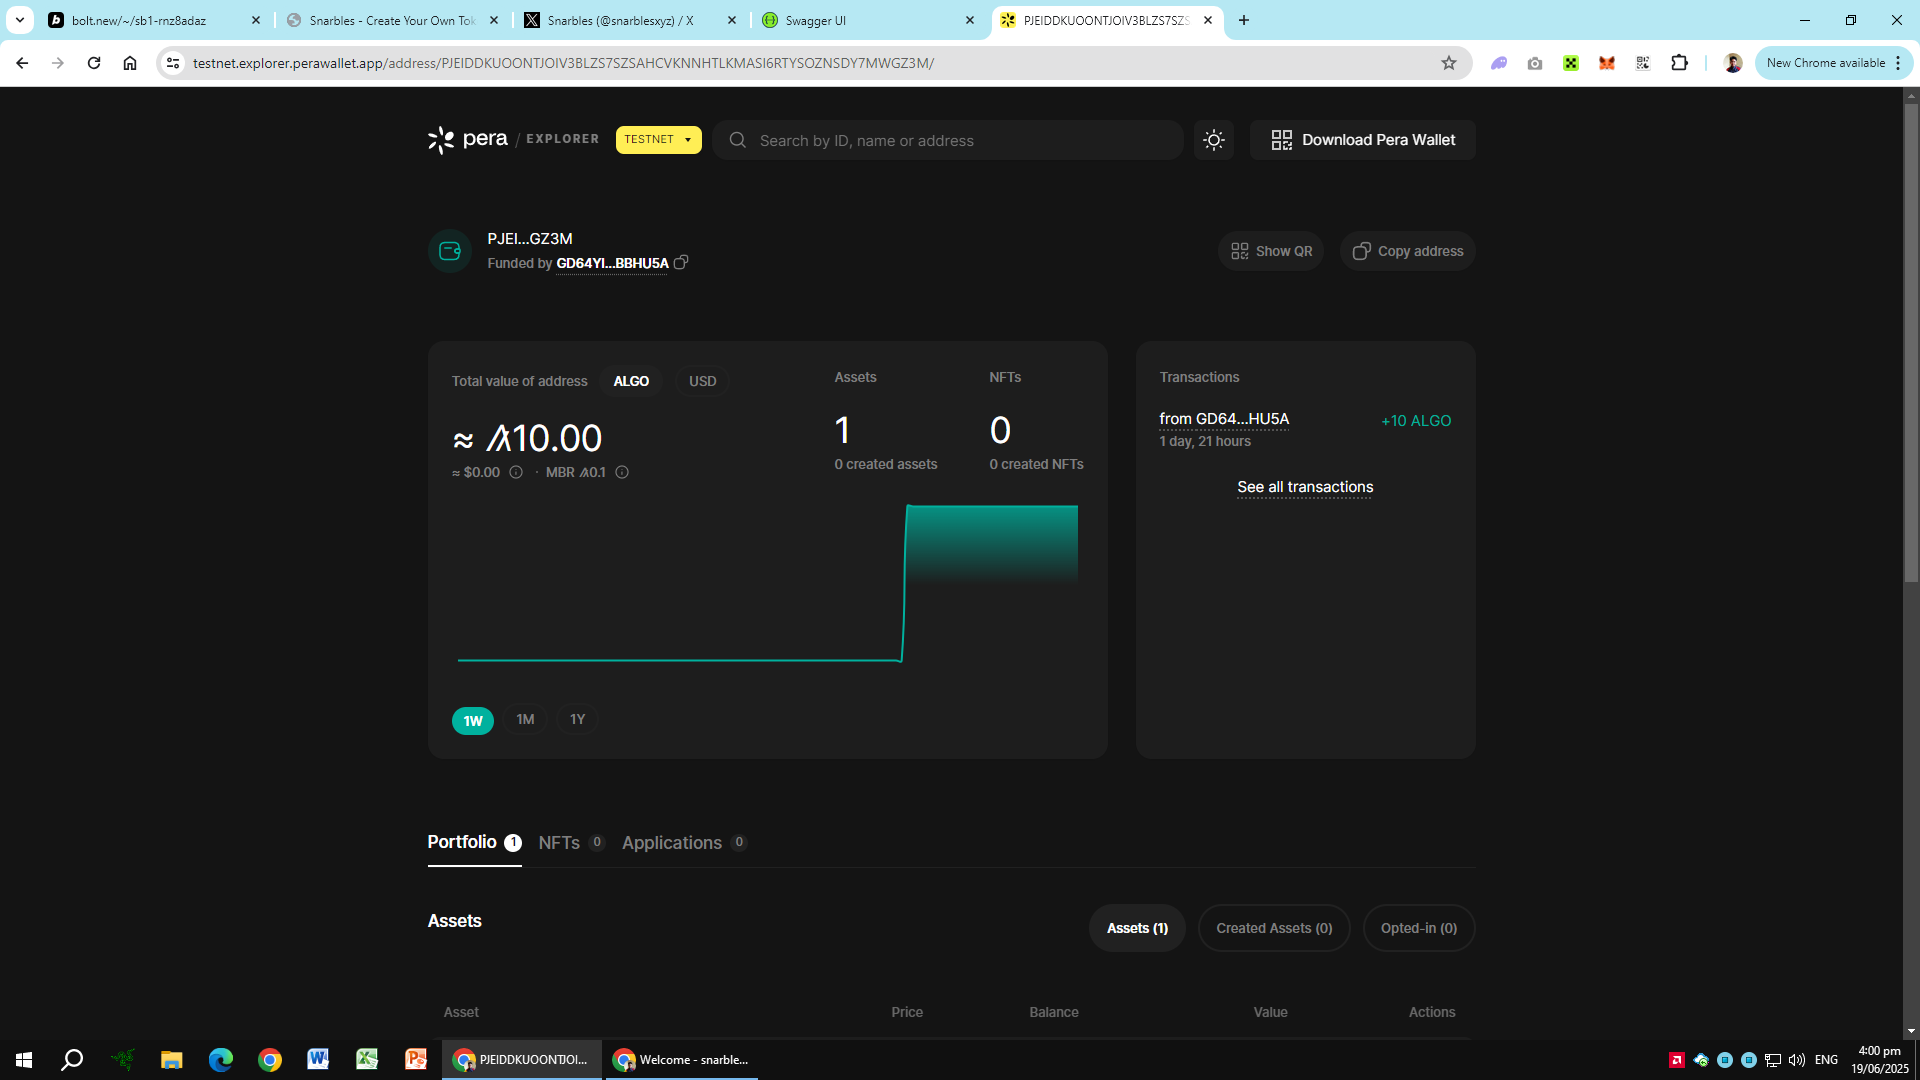 bolt.new/~/sb1-rnz8adaz
Snarbles - Create Your Own Tok
Snarbles (@snarblesxyz) / X
Swagger UI
PJEIDDKUOONTJOIV3BLZS7SZS
testnet.explorer.perawallet.app/address/PJEIDDKUOONTJOIV3BLZS7SZSAHCVKNNHTLKMASI6RTYSOZNSDY7MWGZ3M/
New Chrome available
pera / EXPLORER
TESTNET
Search by ID, name or address
Download Pera Wallet
PJEI...GZ3M
Funded by GD64YI...BBHU5A
Show QR
Copy address
Total value of address
ALGO
USD
Assets
NFTs
≈ 10.00
1
0
≈ $0.00 · MBR 0.1
0 created assets
0 created NFTs
1W
1M
1Y
Transactions
from GD64...HU5A
+10 ALGO
1 day, 21 hours
See all transactions
Portfolio 1
NFTs 0
Applications 0
Assets
Assets (1)
Created Assets (0)
Opted-in (0)
Asset
Price
Balance
Value
Actions
PJEIDDKUOONTJOI...
Welcome - snarble...
ENG
4:00 pm
19/06/2025